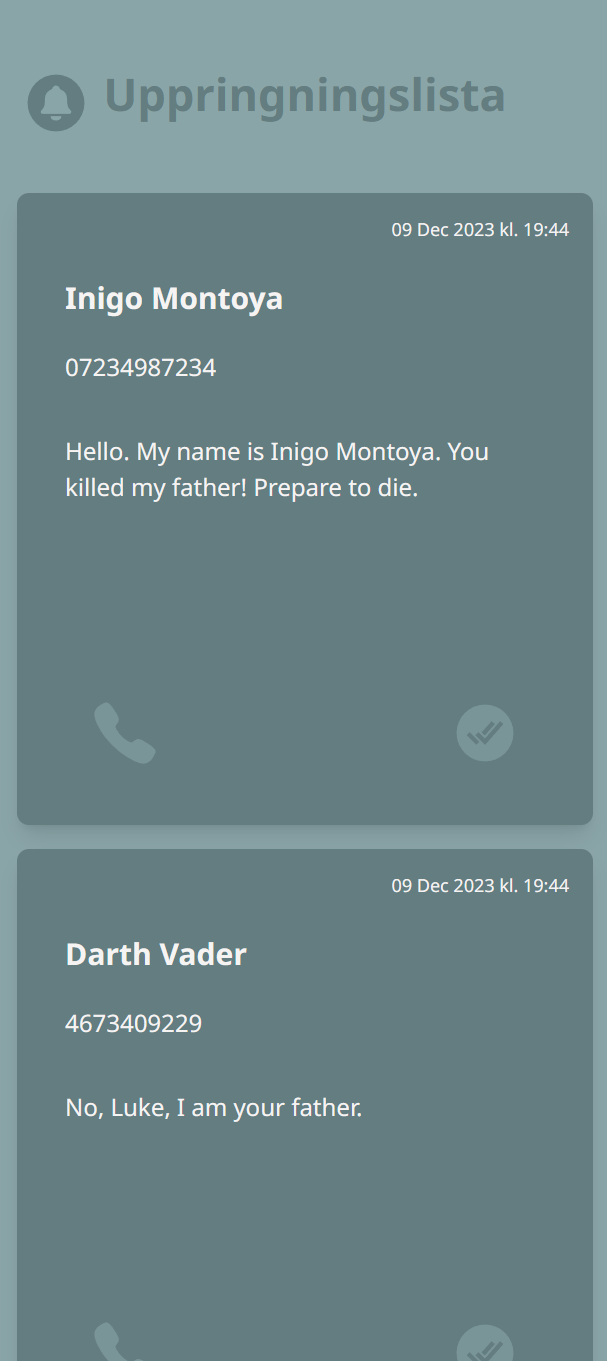 Uppringningslista
09 Dec 2023 kl. 19:44
Inigo Montoya
07234987234
Hello. My name is Inigo Montoya. You
killed my father! Prepare to die.
09 Dec 2023 kl. 19:44
Darth Vader
4673409229
No, Luke, I am your father.